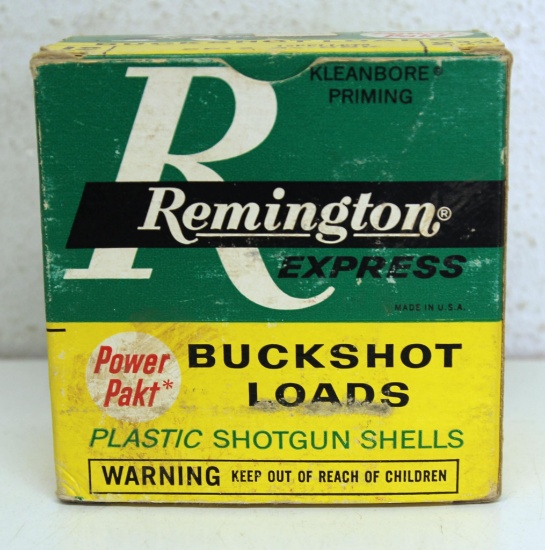 KLEANBORE®
PRIMING
R
Remington®
EXPRESS
MADE IN U.S.A.
Power
Pakt*
BUCKSHOT
LOADS
PLASTIC SHOTGUN SHELLS
WARNING KEEP OUT OF REACH OF CHILDREN